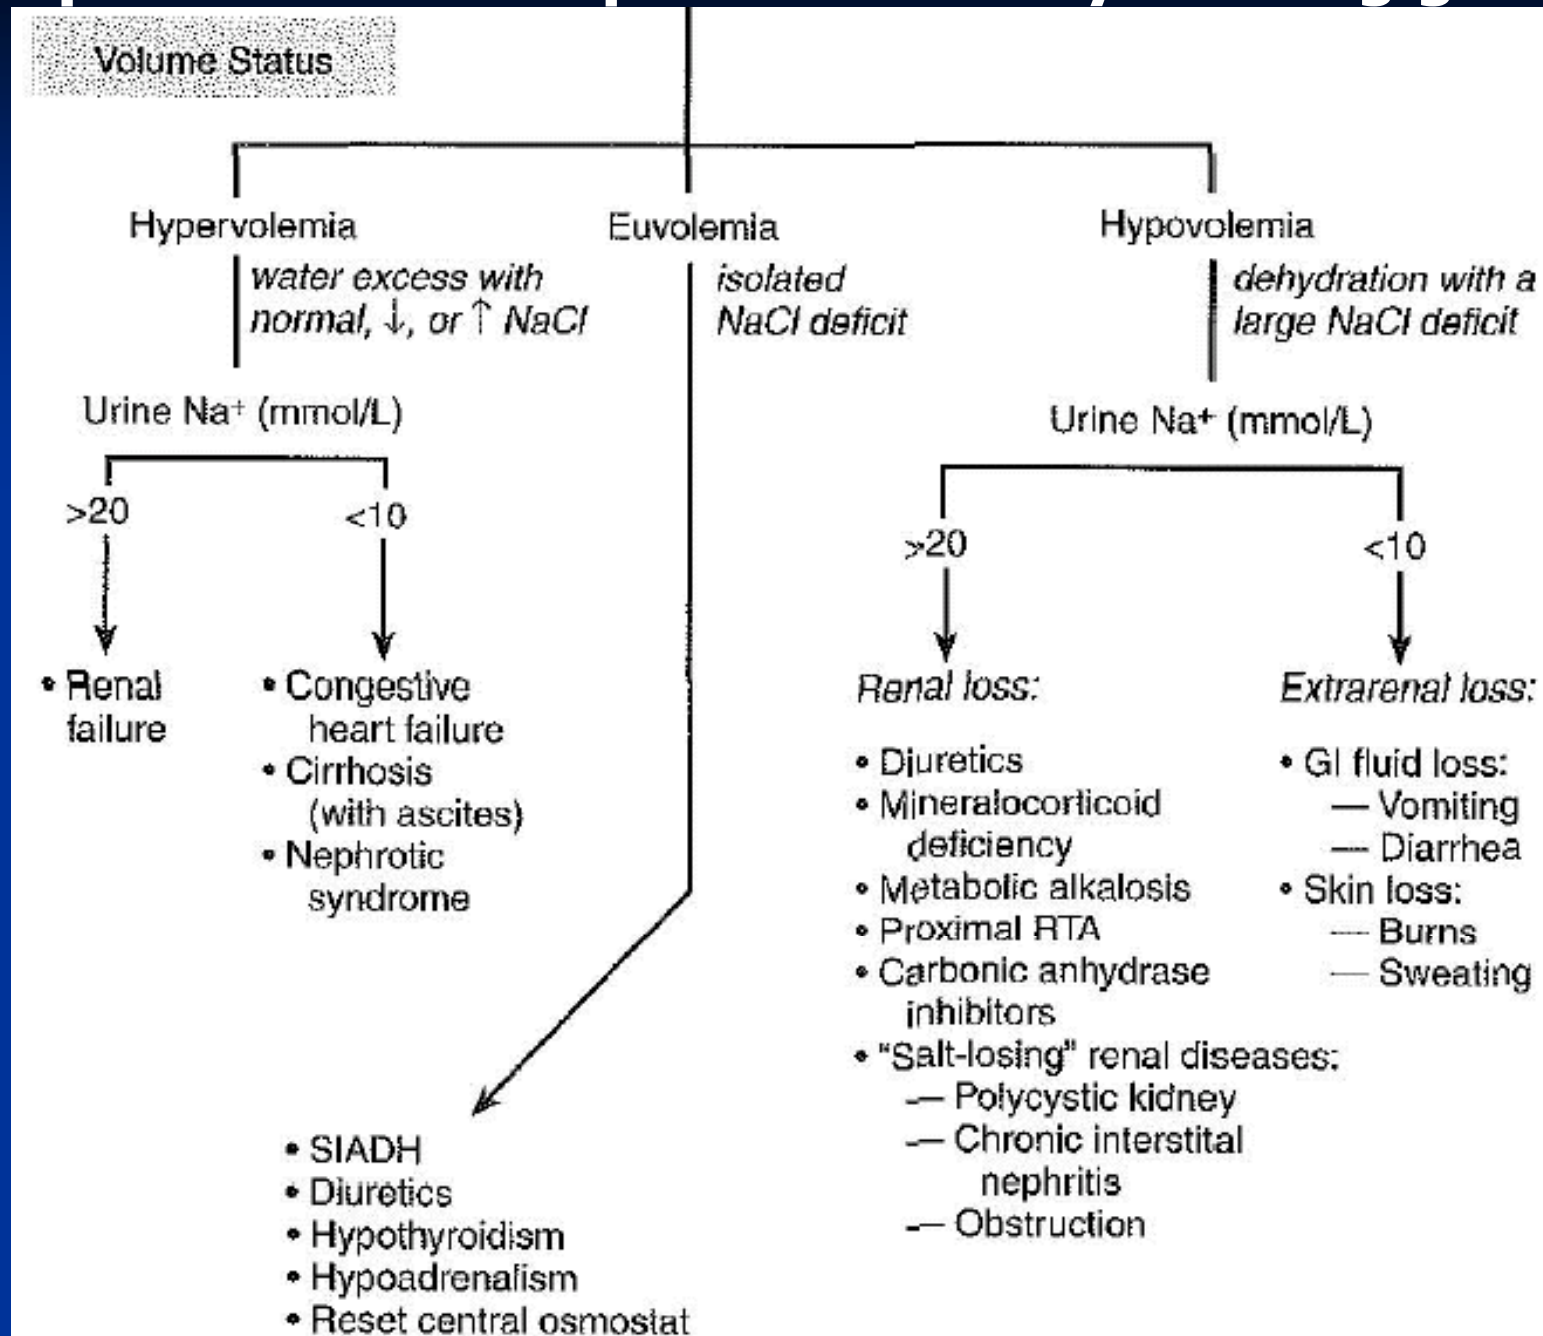 Volume Status
Hypervolemia
water excess with
normal, ↓, or ↑ NaCl
Urine Na⁺ (mmol/L)
>20
<10
• Renal
failure
• Congestive
heart failure
• Cirrhosis
(with ascites)
• Nephrotic
syndrome
Euvolemia
isolated
NaCl deficit
• SIADH
• Diuretics
• Hypothyroidism
• Hypoadrenalism
• Reset central osmostat
Hypovolemia
dehydration with a
large NaCl deficit
Urine Na⁺ (mmol/L)
>20
<10
Renal loss:
• Diuretics
• Mineralocorticoid
deficiency
• Metabolic alkalosis
• Proximal RTA
• Carbonic anhydrase
inhibitors
• "Salt-losing" renal diseases:
— Polycystic kidney
— Chronic interstital
nephritis
— Obstruction
Extrarenal loss:
• GI fluid loss:
— Vomiting
— Diarrhea
• Skin loss:
— Burns
— Sweating